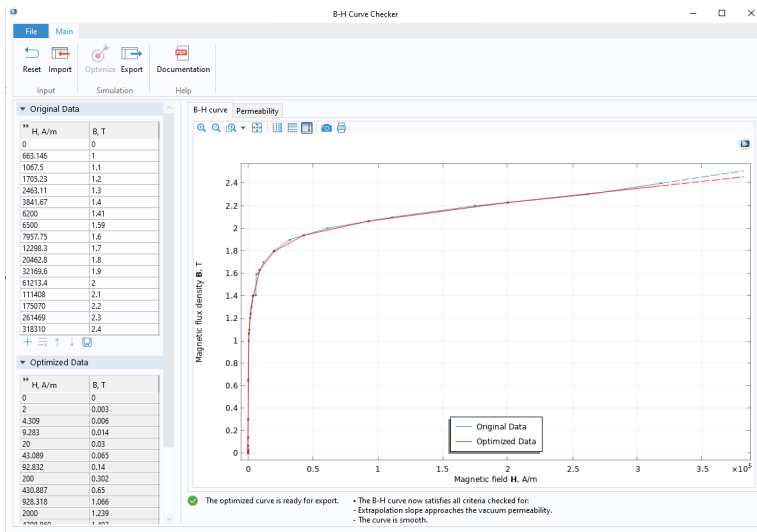 B-H Curve Checker
File Main
Reset Import Optimize Export Documentation
Input Simulation Help
Original Data
H, A/m B, T
0 0
663.146 1
1067.5 1.1
1705.23 1.2
2463.11 1.3
3841.67 1.4
6200 1.41
6500 1.59
7957.75 1.6
12298.3 1.7
20462.8 1.8
32169.6 1.9
61213.4 2
111408 2.1
175070 2.2
261469 2.3
318310 2.4
Optimized Data
H, A/m B, T
0 0
2 0.003
4.309 0.006
9.283 0.014
20 0.03
43.089 0.065
92.832 0.14
200 0.302
430.887 0.65
928.318 1.066
2000 1.239
B-H curve Permeability
Magnetic flux density B, T
2.4
2.2
2
1.8
1.6
1.4
1.2
1
0.8
0.6
0.4
0.2
0
Original Data
Optimized Data
0 0.5 1 1.5 2 2.5 3 3.5 ×10⁵
Magnetic field H, A/m
The optimized curve is ready for export.
• The B-H curve now satisfies all criteria checked for:
- Extrapolation slope approaches the vacuum permeability.
- The curve is smooth.